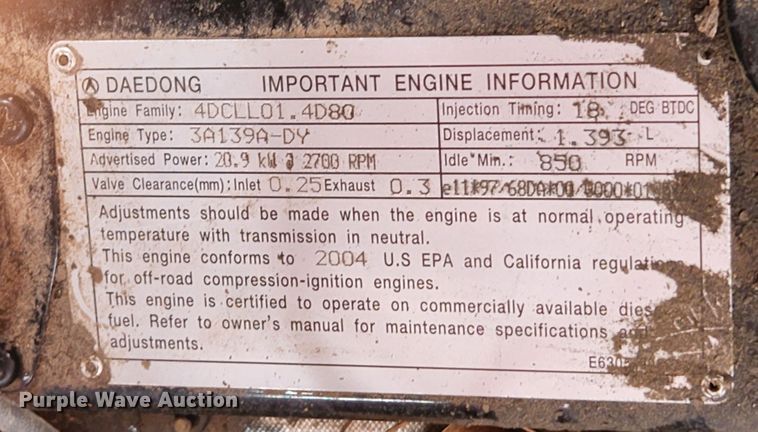 DAEDONG IMPORTANT ENGINE INFORMATION
Engine Family: 4DCLL01.4D80 Injection Timing: 18 DEG BTDC
Engine Type: 3A139A-DY Displacement: 1.393 L
Advertised Power: 20.9 kW @ 2700 RPM Idle Min.: 850 RPM
Valve Clearance(mm): Inlet 0.25 Exhaust 0.3
Adjustments should be made when the engine is at normal operating
temperature with transmission in neutral.
This engine conforms to 2004 U.S EPA and California regulations
for off-road compression-ignition engines.
This engine is certified to operate on commercially available
fuel. Refer to owner's manual for maintenance specifications
adjustments.
Purple Wave Auction